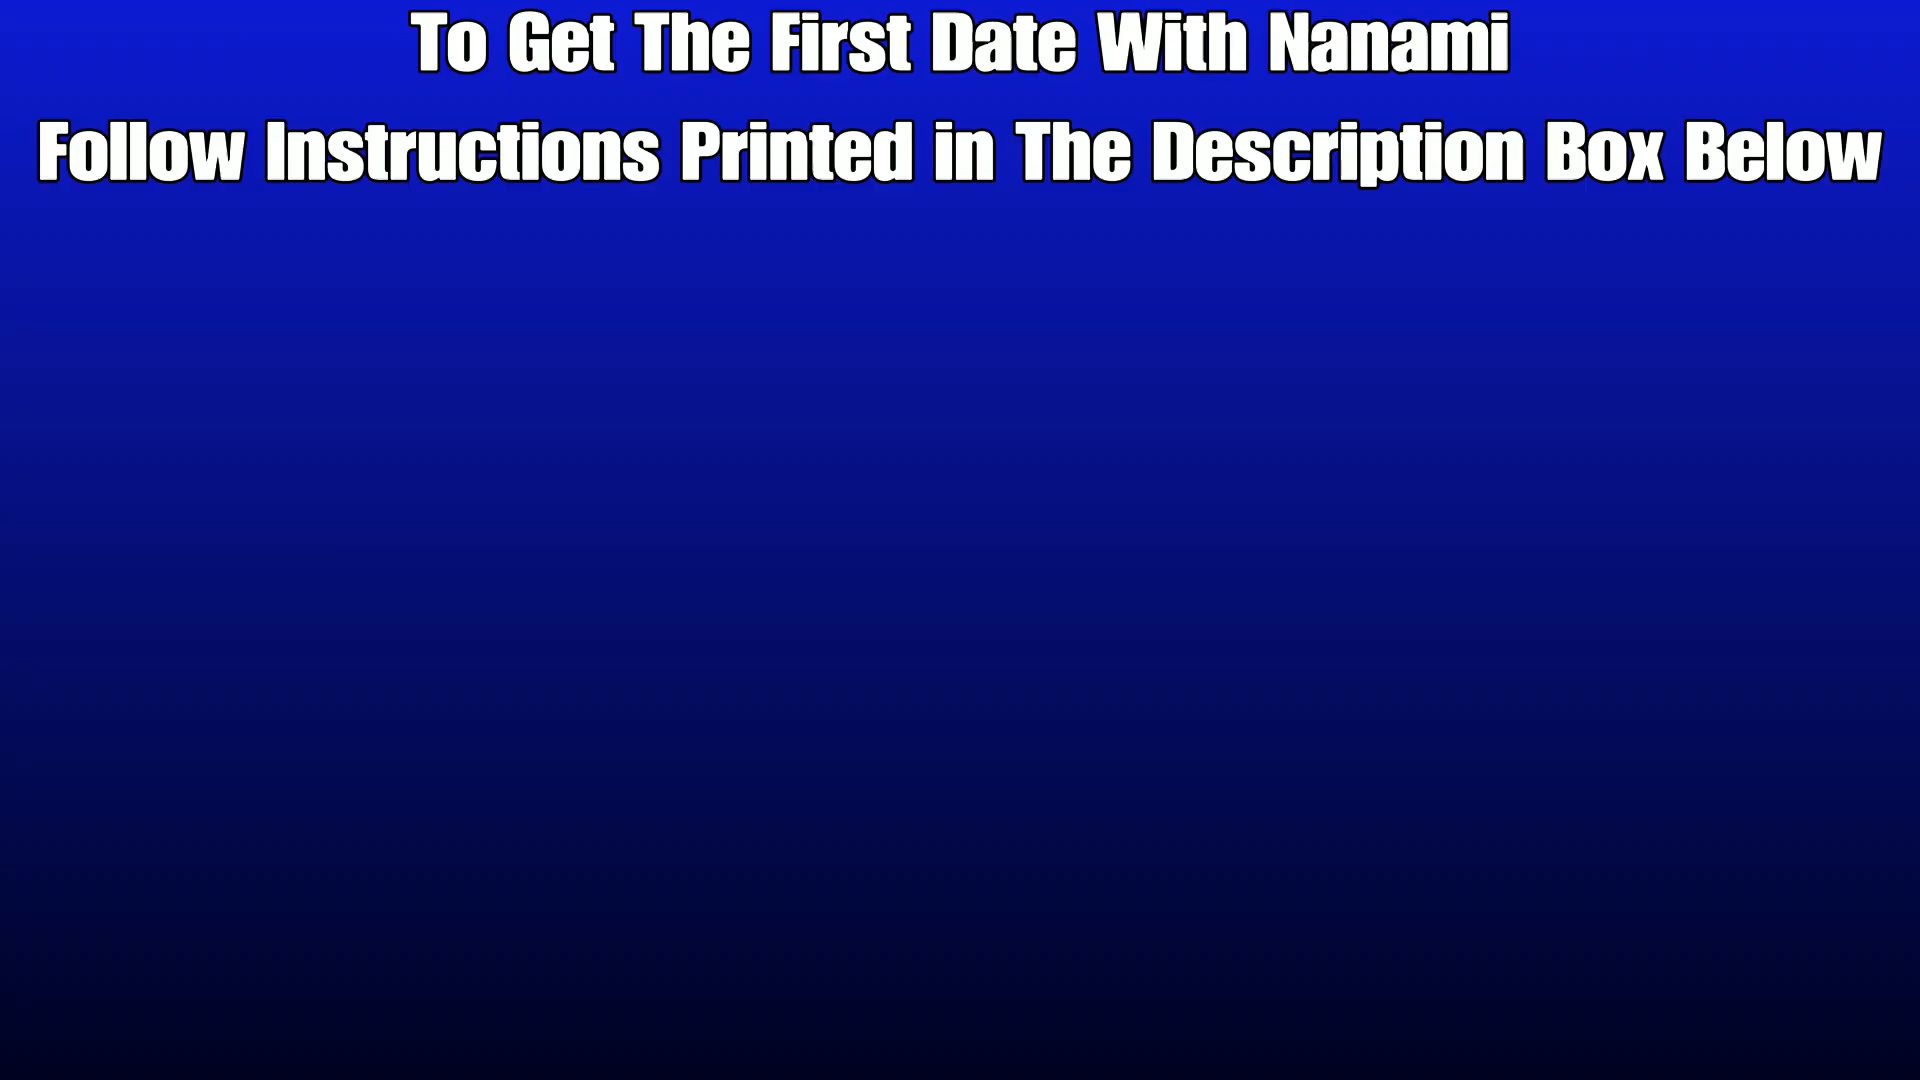 To Get The First Date With Nanami
Follow Instructions Printed in The Description Box Below